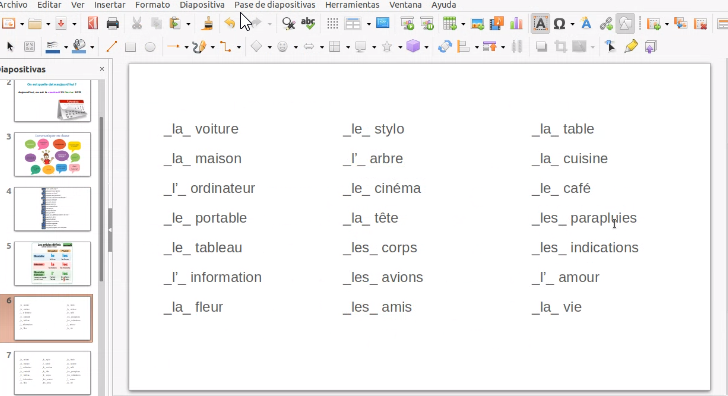 Archivo Editar Ver Insertar Formato Diapositiva Pase de diapositivas Herramientas Ventana Ayuda
Diapositivas
2
3
4
5
6
7
_la_ voiture
_la_ maison
_l'_ ordinateur
_le_ portable
_le_ tableau
_l'_ information
_la_ fleur
_le_ stylo
_l'_ arbre
_le_ cinéma
_la_ tête
_les_ corps
_les_ avions
_les_ amis
_la_ table
_la_ cuisine
_le_ café
_les_ parapluies
_les_ indications
_l'_ amour
_la_ vie